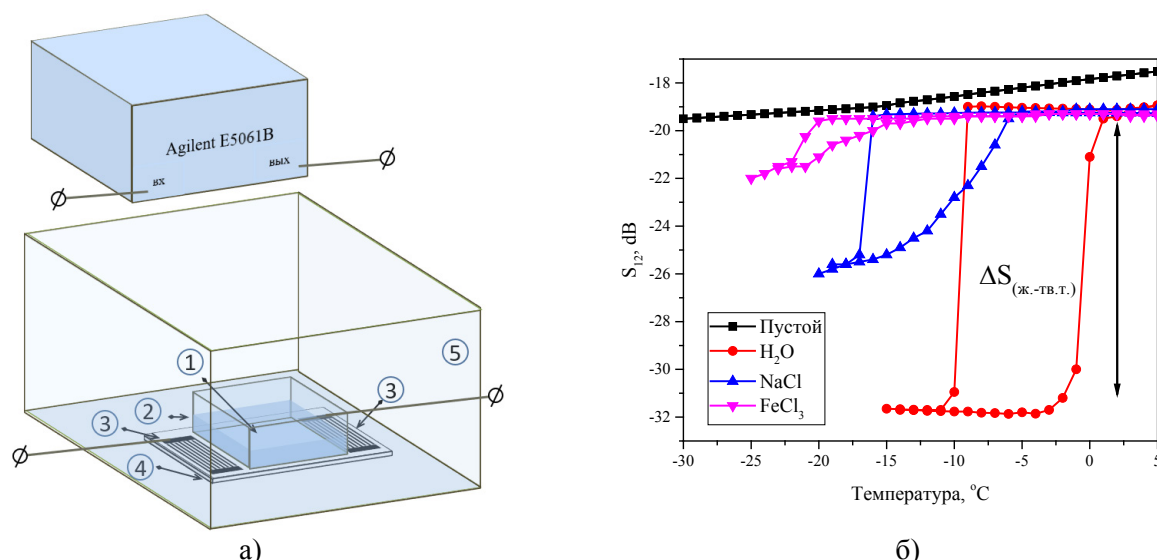 Agilent E5061B
вх
вых
Ø
Ø
1
2
3
3
4
5
Ø
Ø
а)
S12, dB
-18
-20
-22
-24
-26
-28
-30
-32
ΔS(ж.-тв.т.)
Пустой
H2O
NaCl
FeCl3
-30
-25
-20
-15
-10
-5
0
5
Температура, °C
б)